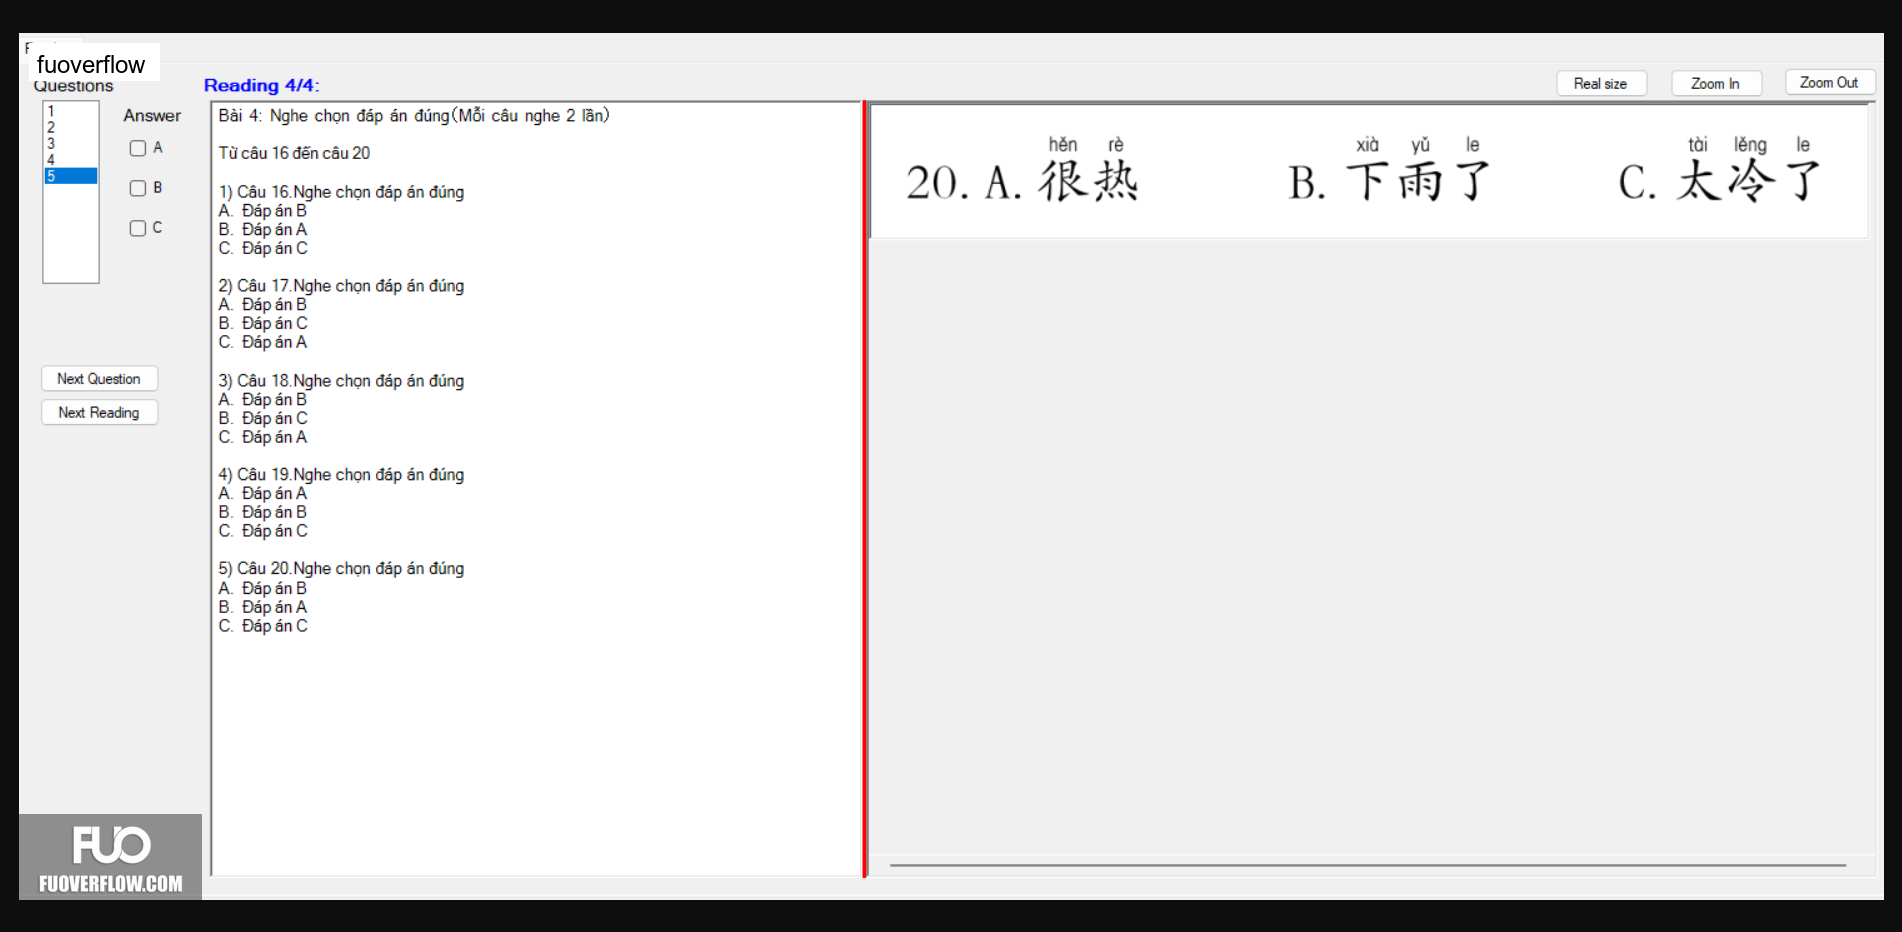 fuoverflow
Questions
1
2
3
4
5
Answer
A
B
C
Next Question
Next Reading
Reading 4/4:
Real size
Zoom In
Zoom Out
Bài 4: Nghe chọn đáp án đúng(Mỗi câu nghe 2 lần)
Từ câu 16 đến câu 20
1) Câu 16.Nghe chọn đáp án đúng
A. Đáp án B
B. Đáp án A
C. Đáp án C
2) Câu 17.Nghe chọn đáp án đúng
A. Đáp án B
B. Đáp án C
C. Đáp án A
3) Câu 18.Nghe chọn đáp án đúng
A. Đáp án B
B. Đáp án C
C. Đáp án A
4) Câu 19.Nghe chọn đáp án đúng
A. Đáp án A
B. Đáp án B
C. Đáp án C
5) Câu 20.Nghe chọn đáp án đúng
A. Đáp án B
B. Đáp án A
C. Đáp án C
hěn rè xià yǔ le tài lěng le
20. A. 很热 B. 下雨了 C. 太冷了
FUO
FUOVERFLOW.COM